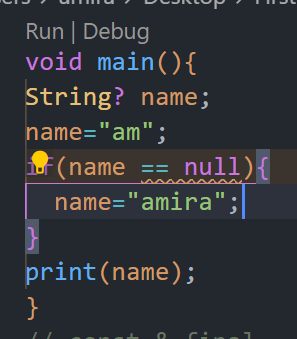 Run | Debug
void main(){
String? name;
name="am";
if(name == null){
name="amira";
}
print(name);
}